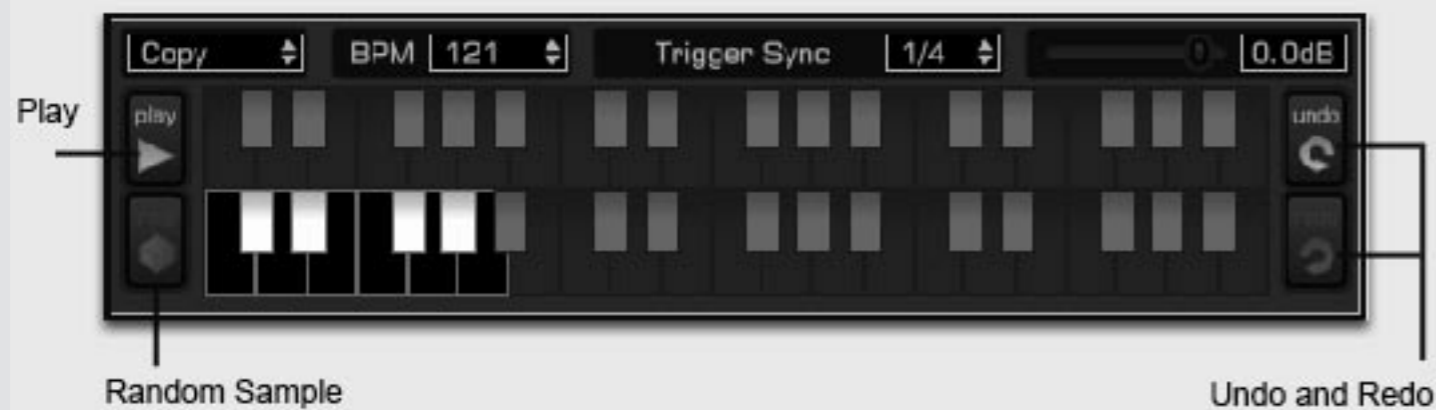 Copy BPM 121 Trigger Sync 1/4 0.0dB
Play
play
undo
Random Sample
Undo and Redo